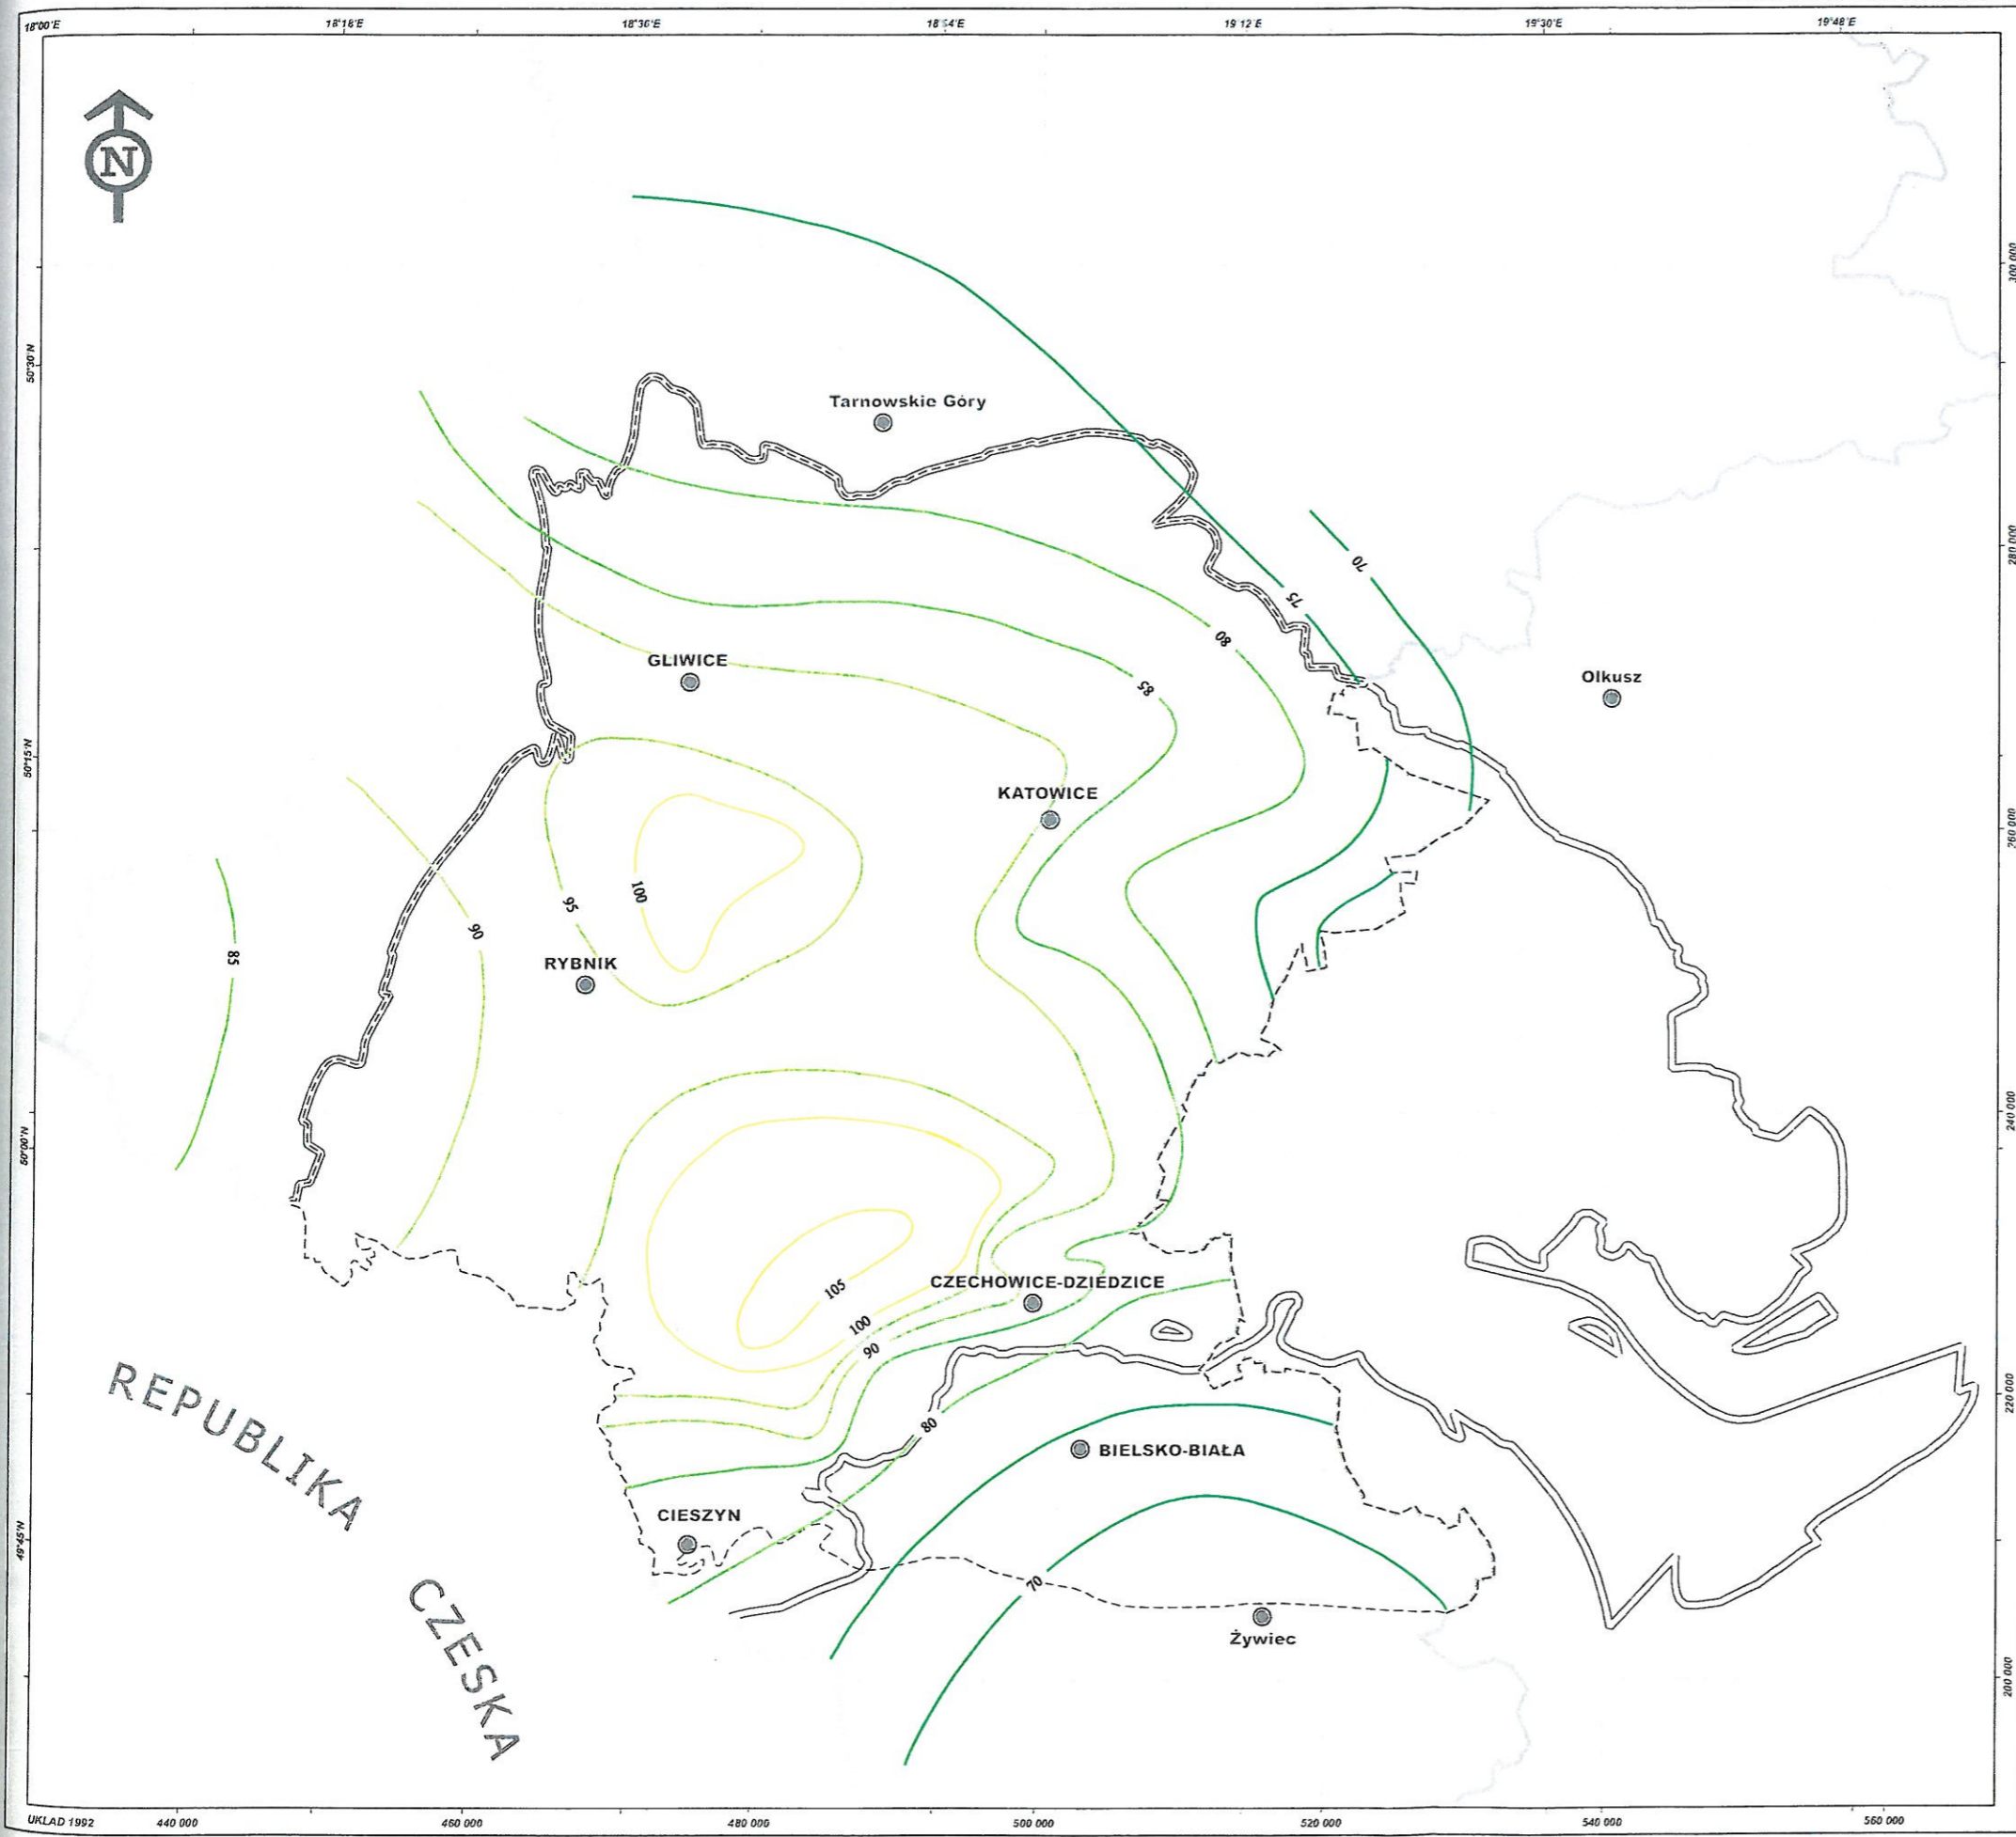 18°00'E
18°18'E
18°36'E
18°54'E
19°12'E
19°30'E
19°48'E
N
300 000
50°30'N
Tarnowskie Góry
280 000
70
75
80
GLIWICE
85
Olkusz
50°15'N
KATOWICE
260 000
100
95
90
85
RYBNIK
240 000
50°00'N
CZECHOWICE-DZIEDZICE
105
100
90
REPUBLIKA
CZESKA
220 000
80
BIELSKO-BIAŁA
CIESZYN
49°45'N
70
Żywiec
200 000
UKŁAD 1992
440 000
460 000
480 000
500 000
520 000
540 000
560 000